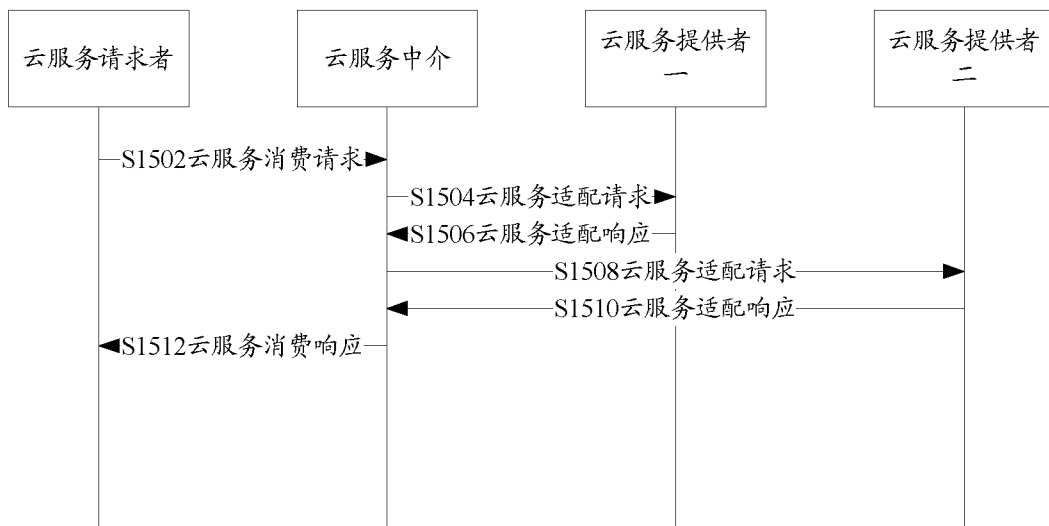 云服务请求者
云服务中介
云服务提供者
一
云服务提供者
二
S1502云服务消费请求
S1504云服务适配请求
S1506云服务适配响应
S1508云服务适配请求
S1510云服务适配响应
S1512云服务消费响应